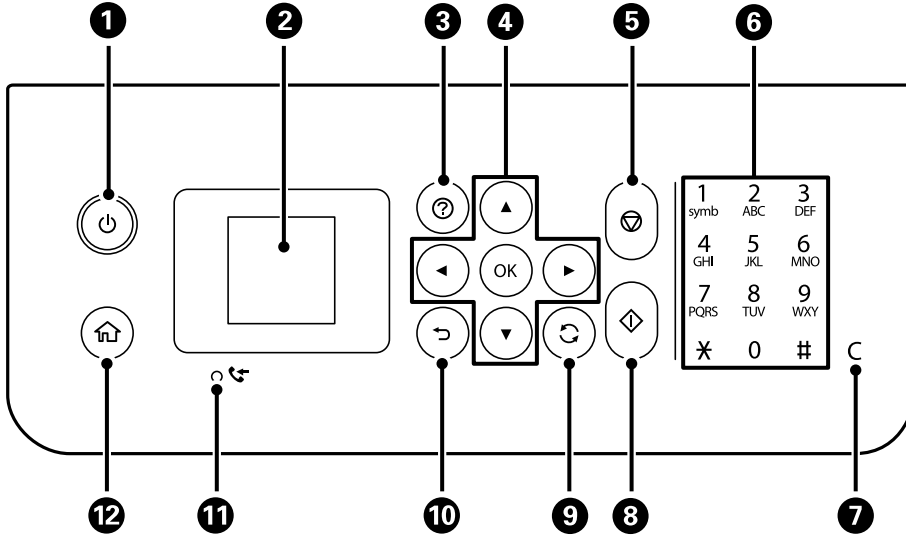 1 2 3 4 5 6
?
OK
1 2 3
symb ABC DEF
4 5 6
GHI JKL MNO
7 8 9
PQRS TUV WXY
* 0 #
C
12 11 10 9 8 7